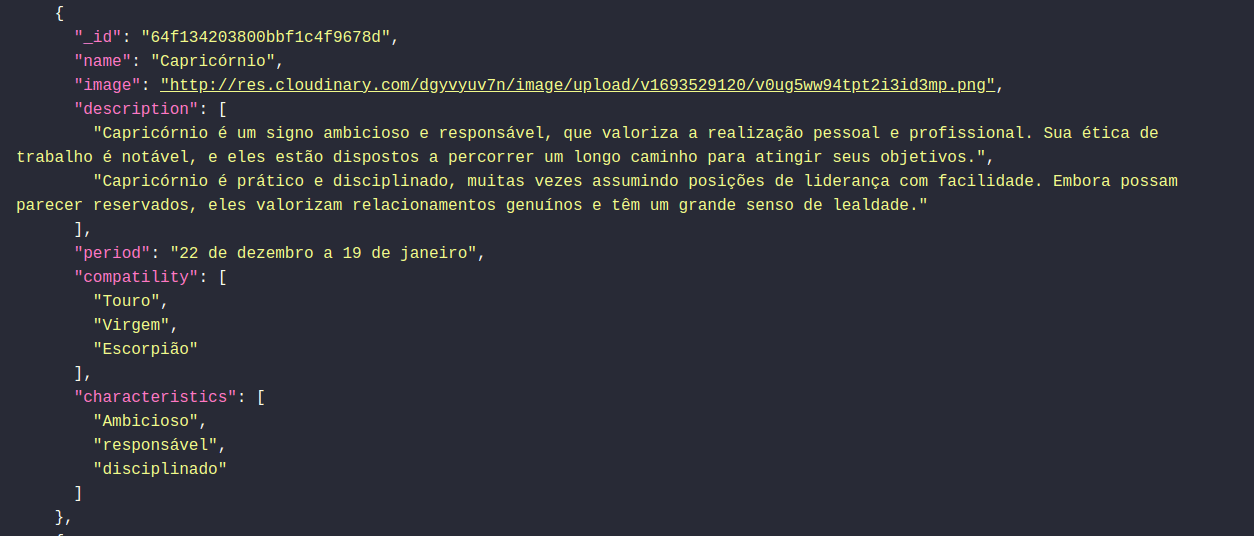 {
"_id": "64f134203800bbf1c4f9678d",
"name": "Capricórnio",
"image": "http://res.cloudinary.com/dgyvyuv7n/image/upload/v1693529120/v0ug5ww94tpt2i3id3mp.png",
"description": [
"Capricórnio é um signo ambicioso e responsável, que valoriza a realização pessoal e profissional. Sua ética de
trabalho é notável, e eles estão dispostos a percorrer um longo caminho para atingir seus objetivos.",
"Capricórnio é prático e disciplinado, muitas vezes assumindo posições de liderança com facilidade. Embora possam
parecer reservados, eles valorizam relacionamentos genuínos e têm um grande senso de lealdade."
],
"period": "22 de dezembro a 19 de janeiro",
"compatility": [
"Touro",
"Virgem",
"Escorpião"
],
"characteristics": [
"Ambicioso",
"responsável",
"disciplinado"
]
},